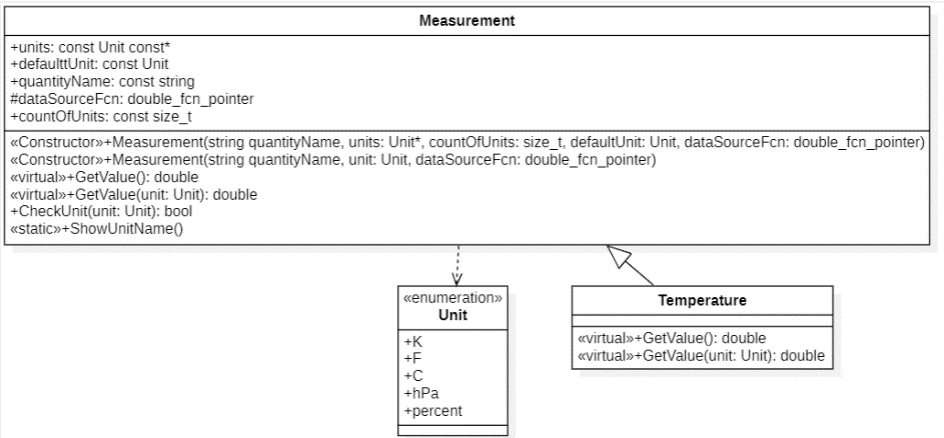 Measurement
+units: const Unit const*
+defaulttUnit: const Unit
+quantityName: const string
#dataSourceFcn: double_fcn_pointer
+countOfUnits: const size_t
«Constructor»+Measurement(string quantityName, units: Unit*, countOfUnits: size_t, defaultUnit: Unit, dataSourceFcn: double_fcn_pointer)
«Constructor»+Measurement(string quantityName, unit: Unit, dataSourceFcn: double_fcn_pointer)
«virtual»+GetValue(): double
«virtual»+GetValue(unit: Unit): double
+CheckUnit(unit: Unit): bool
«static»+ShowUnitName()
«enumeration»
Unit
+K
+F
+C
+hPa
+percent
Temperature
«virtual»+GetValue(): double
«virtual»+GetValue(unit: Unit): double